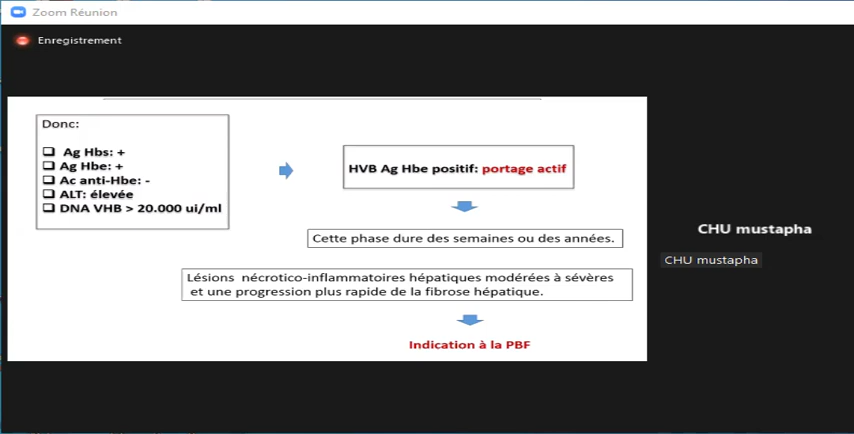 Zoom Réunion
Enregistrement
Donc:
Ag Hbs: +
Ag Hbe: +
Ac anti-Hbe: -
ALT: élevée
DNA VHB > 20.000 ui/ml
HVB Ag Hbe positif: portage actif
Cette phase dure des semaines ou des années.
Lésions nécrotico-inflammatoires hépatiques modérées à sévères
et une progression plus rapide de la fibrose hépatique.
Indication à la PBF
CHU mustapha
CHU mustapha